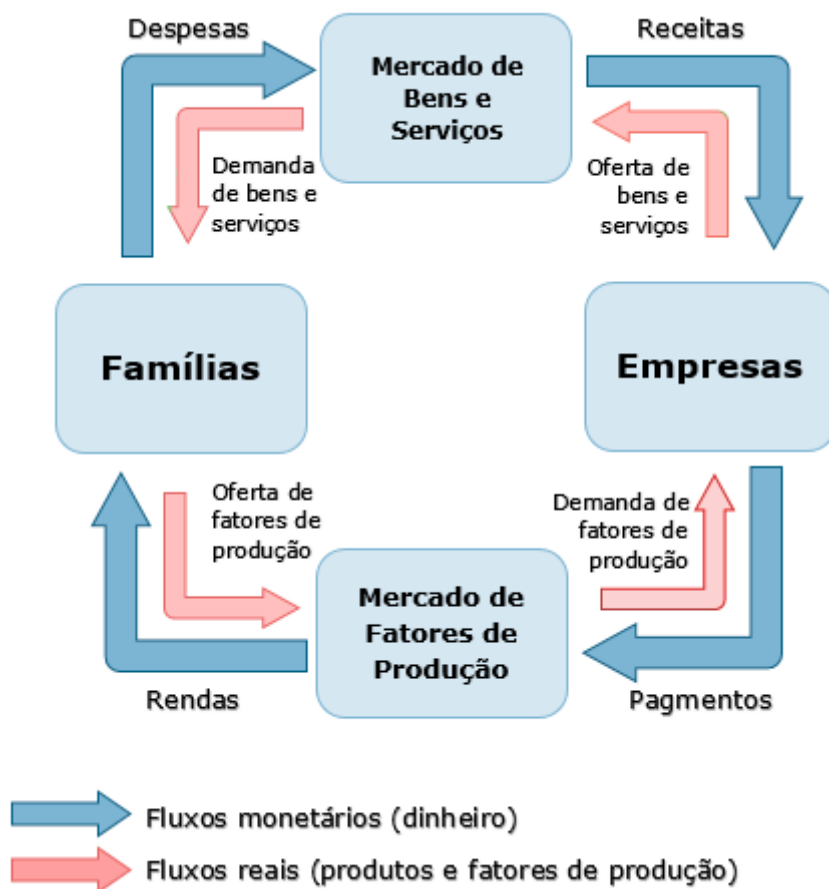 Despesas
Mercado de
Bens e
Serviços
Receitas
Demanda
de bens e
serviços
Oferta de
bens e
serviços
Famílias
Empresas
Oferta de
fatores de
produção
Demanda de
fatores de
produção
Mercado de
Fatores de
Produção
Rendas
Pagmentos
Fluxos monetários (dinheiro)
Fluxos reais (produtos e fatores de produção)